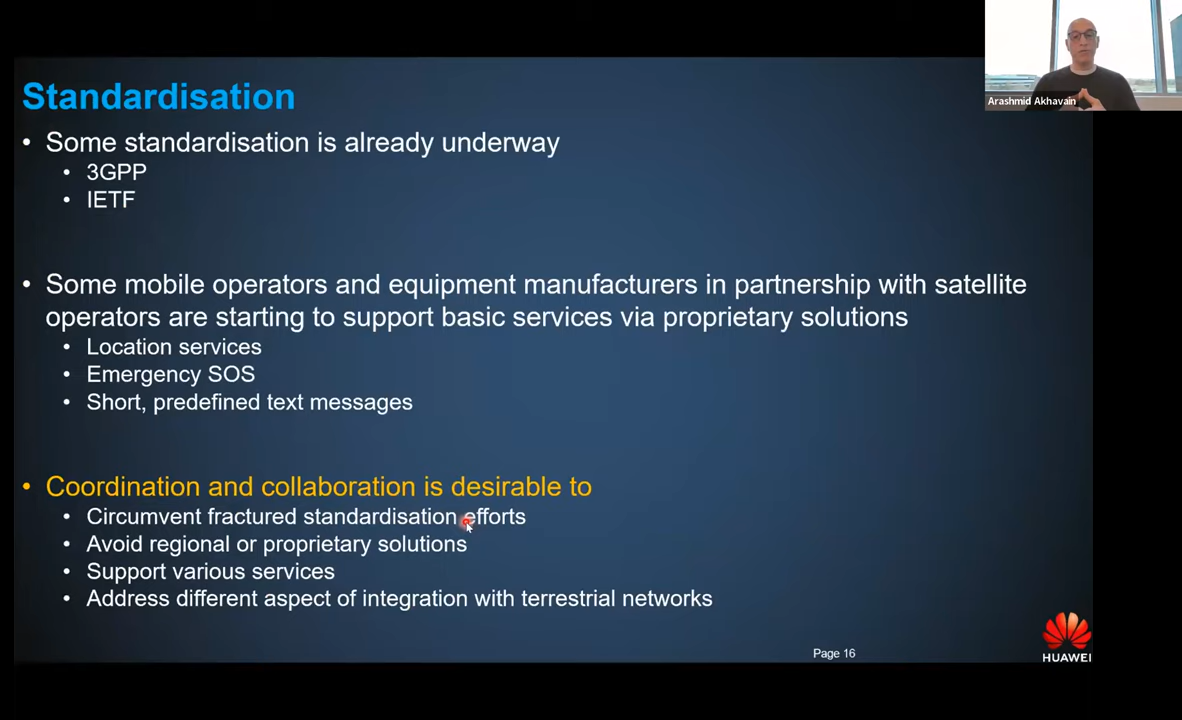 Arashmid Akhavain
Standardisation
• Some standardisation is already underway
• 3GPP
• IETF
• Some mobile operators and equipment manufacturers in partnership with satellite
operators are starting to support basic services via proprietary solutions
• Location services
• Emergency SOS
• Short, predefined text messages
• Coordination and collaboration is desirable to
• Circumvent fractured standardisation efforts
• Avoid regional or proprietary solutions
• Support various services
• Address different aspect of integration with terrestrial networks
Page 16
HUAWEI